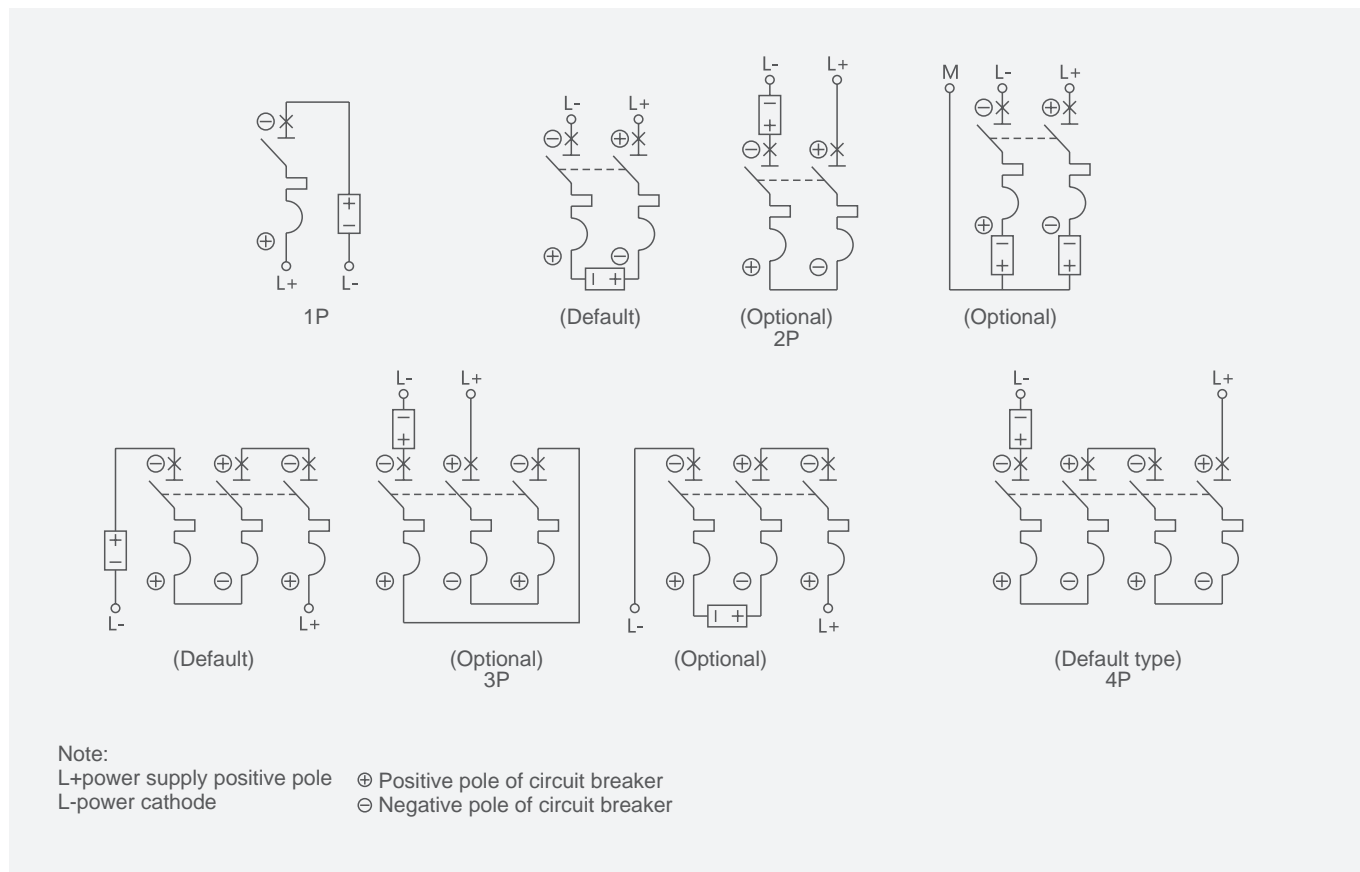 L- L+ M L- L+
L- L+
⊖ ⊖ ⊕ ⊖ ⊕ ⊖ ⊕
+
−
−
+
⊕ ⊕ ⊖ ⊕ ⊖ ⊕ ⊖
− + − −
+ +
L+ L-
1P (Default) (Optional) (Optional)
2P
L- L+ L- L+
−
+
−
+
⊖ ⊕ ⊖ ⊖ ⊕ ⊖ ⊖ ⊕ ⊖ ⊖ ⊕ ⊖ ⊕
+
−
⊕ ⊖ ⊕ ⊕ ⊖ ⊕ ⊕ ⊖ ⊕ ⊕ ⊖ ⊕ ⊖
− +
L- L+ L- L+
(Default) (Optional) (Optional) (Default type)
3P 4P
Note:
L+power supply positive pole ⊕ Positive pole of circuit breaker
L-power cathode ⊖ Negative pole of circuit breaker